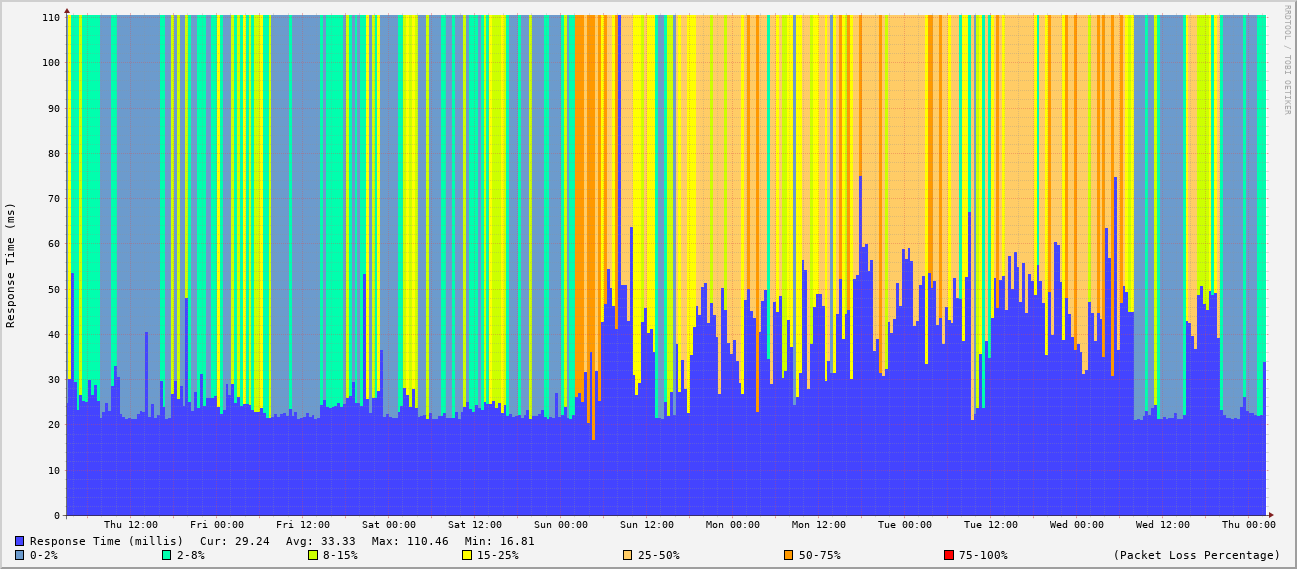 RRDTOOL / TOBI OETIKER
Response Time (ms)
110
100
90
80
70
60
50
40
30
20
10
0
Thu 12:00 Fri 00:00 Fri 12:00 Sat 00:00 Sat 12:00 Sun 00:00 Sun 12:00 Mon 00:00 Mon 12:00 Tue 00:00 Tue 12:00 Wed 00:00 Wed 12:00 Thu 00:00
Response Time (millis) Cur: 29.24 Avg: 33.33 Max: 110.46 Min: 16.81
0-2% 2-8% 8-15% 15-25% 25-50% 50-75% 75-100% (Packet Loss Percentage)